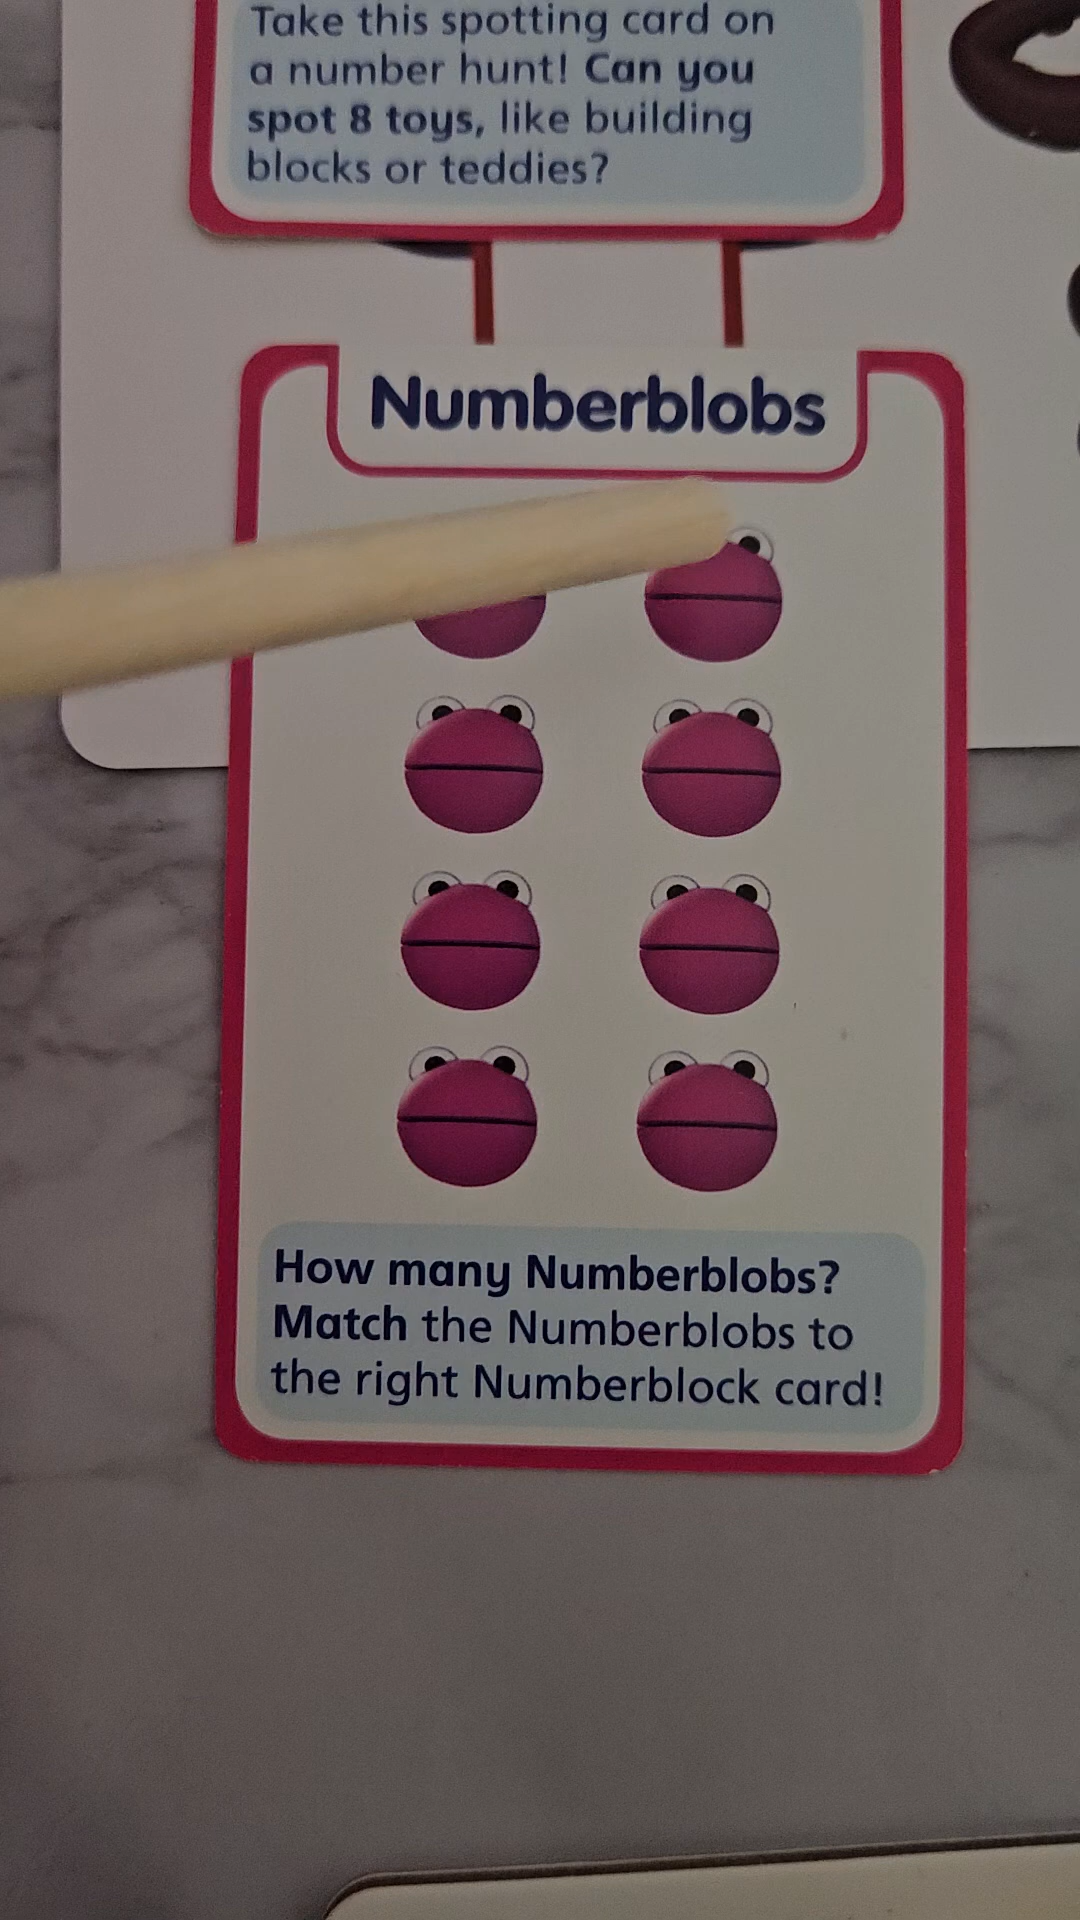 Take this spotting card on
a number hunt! Can you
spot 8 toys, like building
blocks or teddies?
Numberblobs
How many Numberblobs?
Match the Numberblobs to
the right Numberblock card!